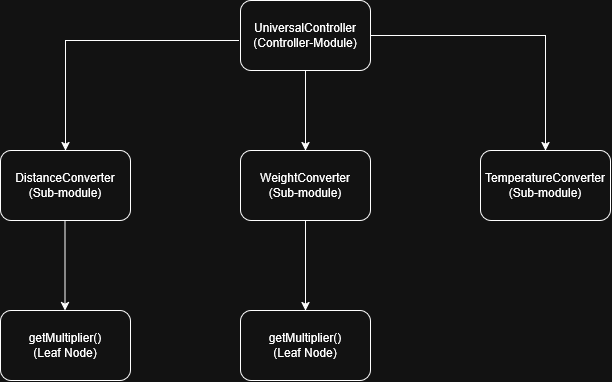 UniversalController
(Controller-Module)
DistanceConverter
(Sub-module)
WeightConverter
(Sub-module)
TemperatureConverter
(Sub-module)
getMultiplier()
(Leaf Node)
getMultiplier()
(Leaf Node)